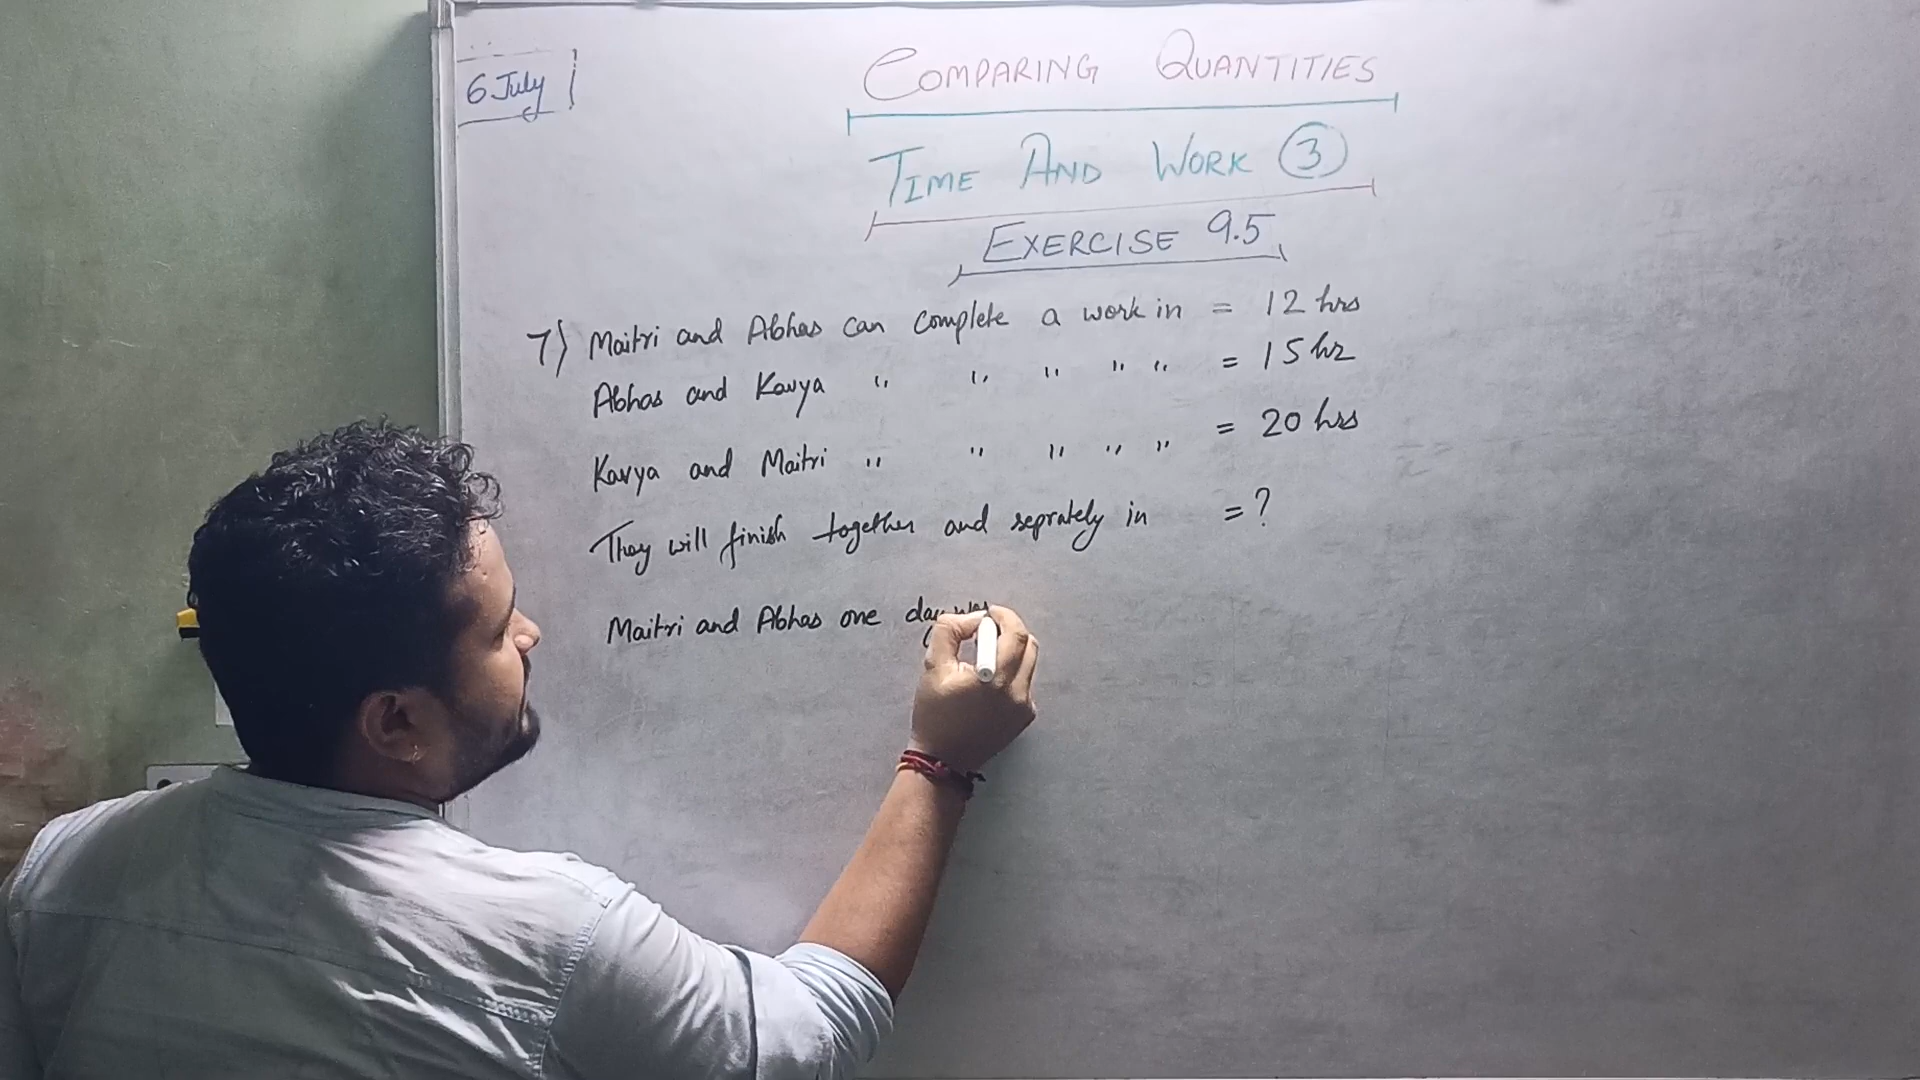 6 July
COMPARING QUANTITIES
TIME AND WORK 3
EXERCISE 9.5
7) Maitri and Abhas can complete a work in = 12 hrs
Abhas and Kavya " " " " " = 15 hr
Kavya and Maitri " " " " " = 20 hrs
They will finish together and seprately in = ?
Maitri and Abhas one day